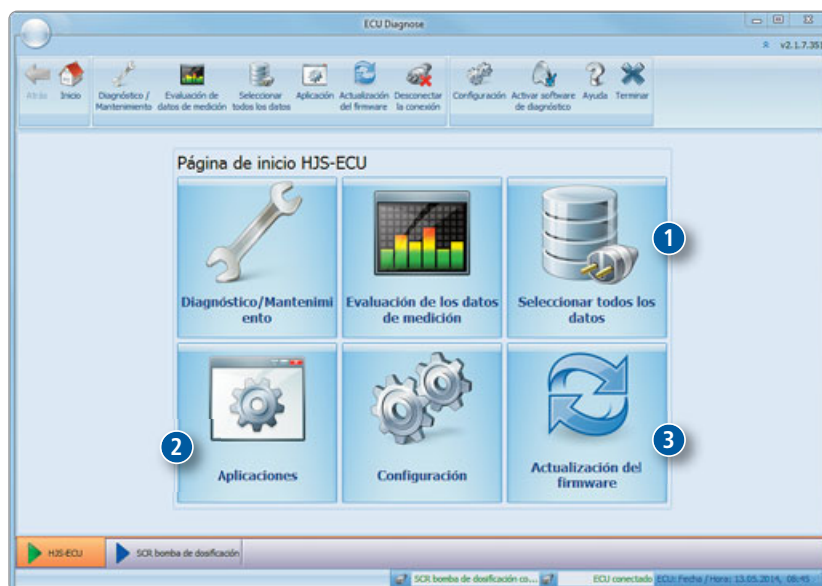 ECU Diagnose
v2.1.7.351
Atrás
Inicio
Diagnóstico /
Mantenimiento
Evaluación de
datos de medición
Seleccionar
todos los datos
Aplicación
Actualización
del firmware
Desconectar
la conexión
Configuración
Activar software
de diagnóstico
Ayuda
Terminar
Página de inicio HJS-ECU
Diagnóstico/Mantenimi
ento
Evaluación de los datos
de medición
Seleccionar todos los
datos
1
2
Aplicaciones
Configuración
Actualización del
firmware
3
HJS-ECU
SCR bomba de dosificación
SCR bomba de dosificación co...
ECU conectado
ECU: Fecha / Hora: 13.05.2014, 08:45